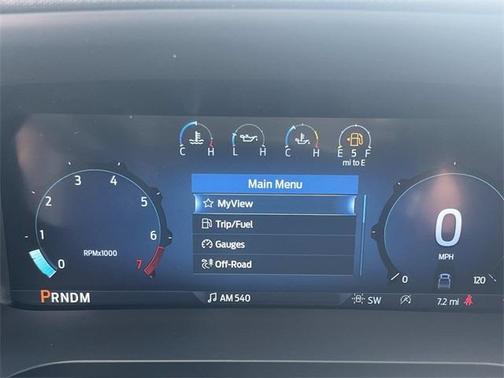 C H L H C H E 5 F
mi to E
Main Menu
MyView
Trip/Fuel
Gauges
Off-Road
0 1 2 3 4 5 6 7
RPMx1000
0
MPH
0 120
PRNDM
AM 540
SW
7.2 mi